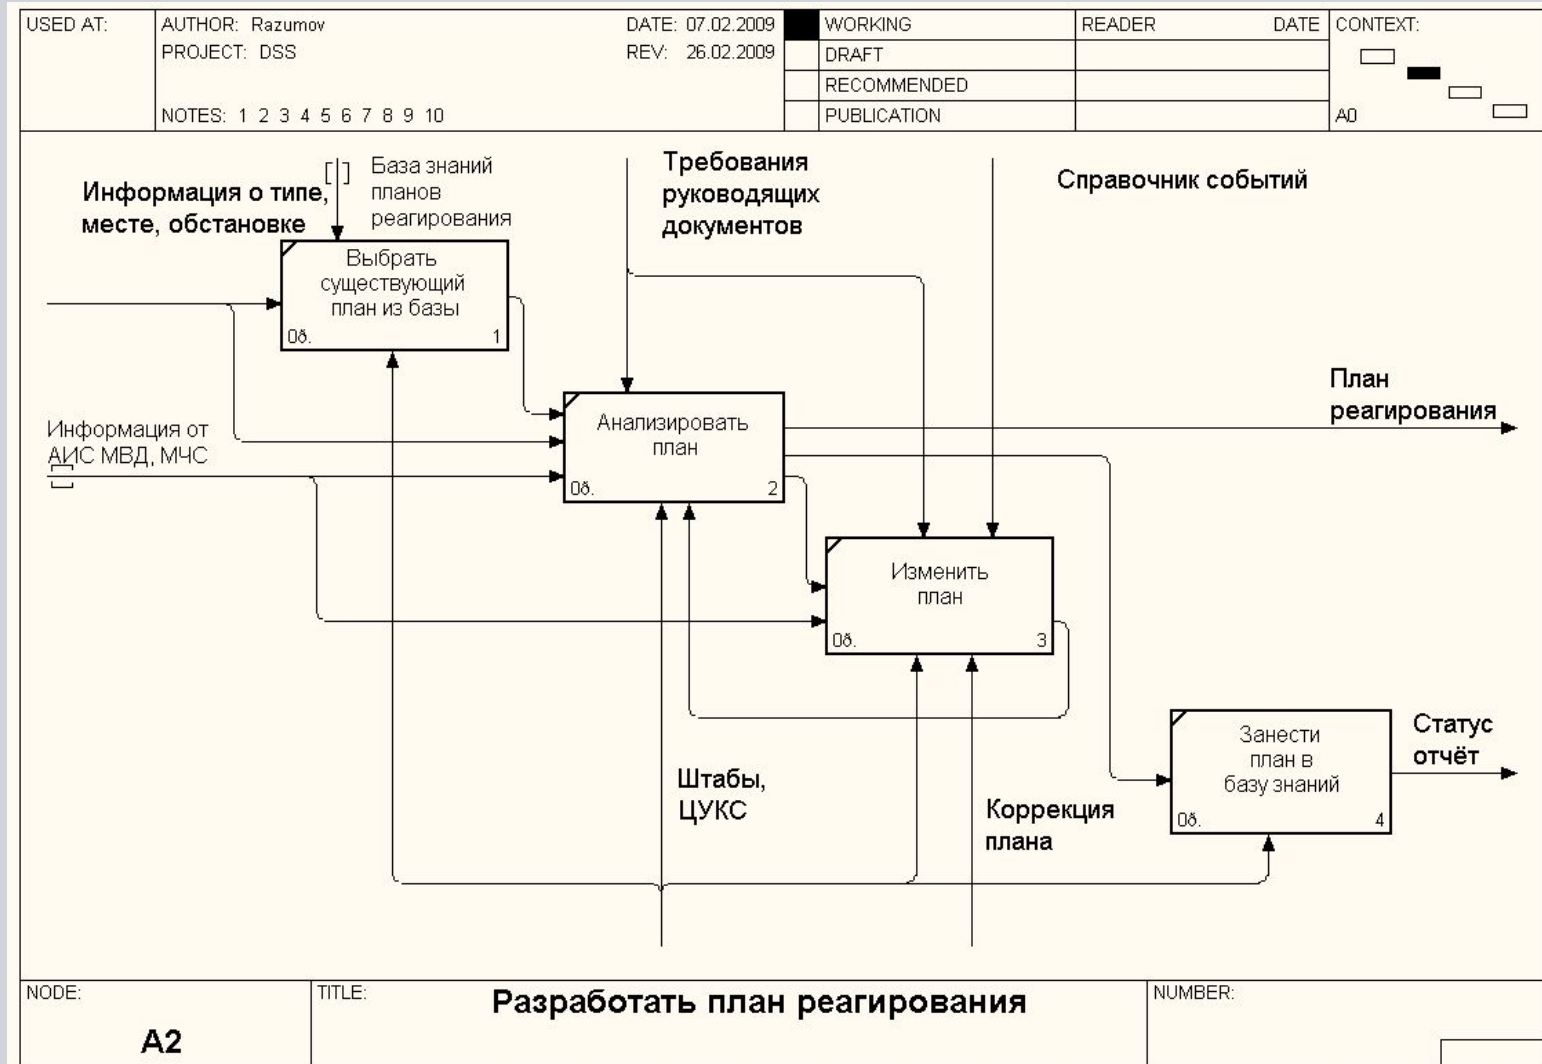 USED AT:
AUTHOR: Razumov
DATE: 07.02.2009
PROJECT: DSS
REV: 26.02.2009
NOTES: 1 2 3 4 5 6 7 8 9 10
WORKING
DRAFT
RECOMMENDED
PUBLICATION
READER DATE
CONTEXT:
A0
Информация о типе,
месте, обстановке
База знаний
планов
реагирования
Требования
руководящих
документов
Справочник событий
Выбрать
существующий
план из базы
0ð. 1
Информация от
АИС МВД, МЧС
Анализировать
план
0ð. 2
План
реагирования
Изменить
план
0ð. 3
Штабы,
ЦУКС
Коррекция
плана
Занести
план в
базу знаний
0ð. 4
Статус
отчёт
NODE:
A2
TITLE:
Разработать план реагирования
NUMBER: